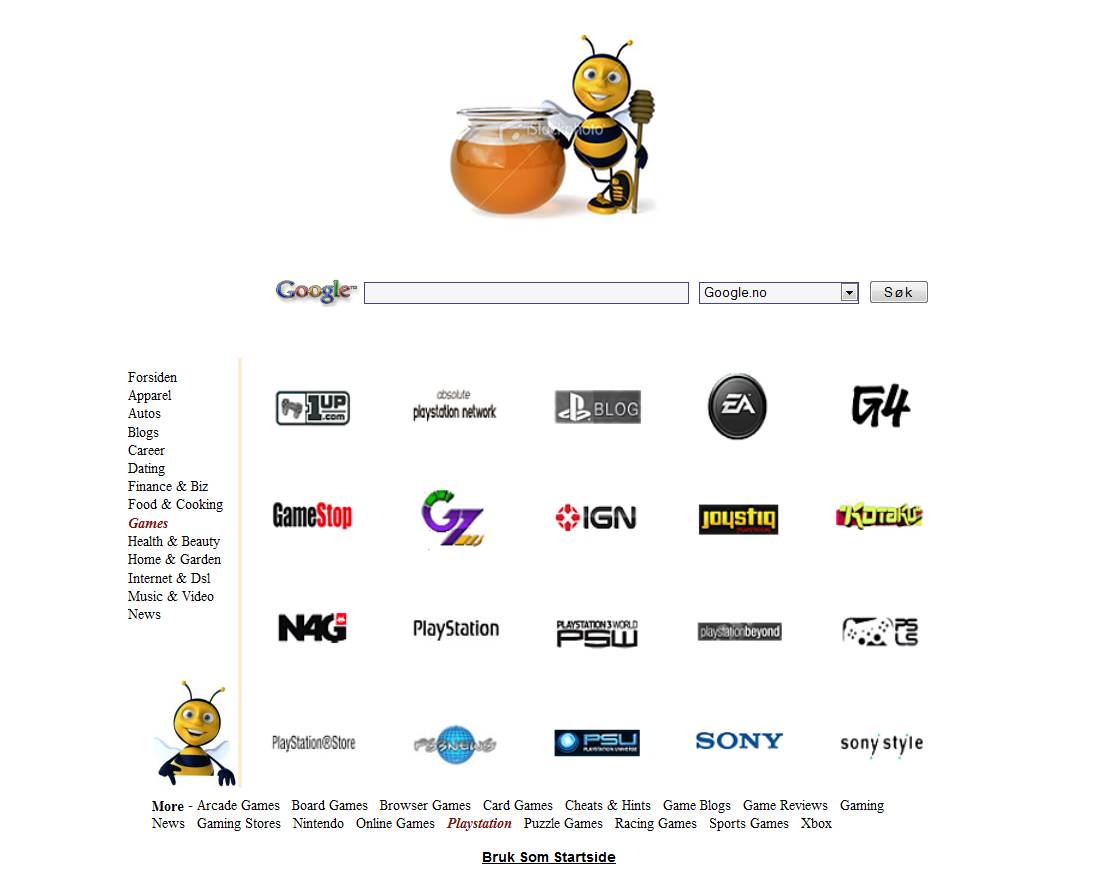 iStockphoto
Google™
Google.no
Søk
Forsiden
Apparel
Autos
Blogs
Career
Dating
Finance & Biz
Food & Cooking
Games
Health & Beauty
Home & Garden
Internet & Dsl
Music & Video
News
1UP.com
absolute
playstation network
BLOG
EA
G4
GameStop
GZ
IGN
JOYSTIQ
KOTAKU
N4G
PlayStation
PLAYSTATION 3 WORLD
PSW
playstationbeyond
PS
LS
PlayStation®Store
PS3NEWS
PSU
PLAYSTATION UNIVERSE
SONY
sony style
More - Arcade Games Board Games Browser Games Card Games Cheats & Hints Game Blogs Game Reviews Gaming
News Gaming Stores Nintendo Online Games Playstation Puzzle Games Racing Games Sports Games Xbox
Bruk Som Startside